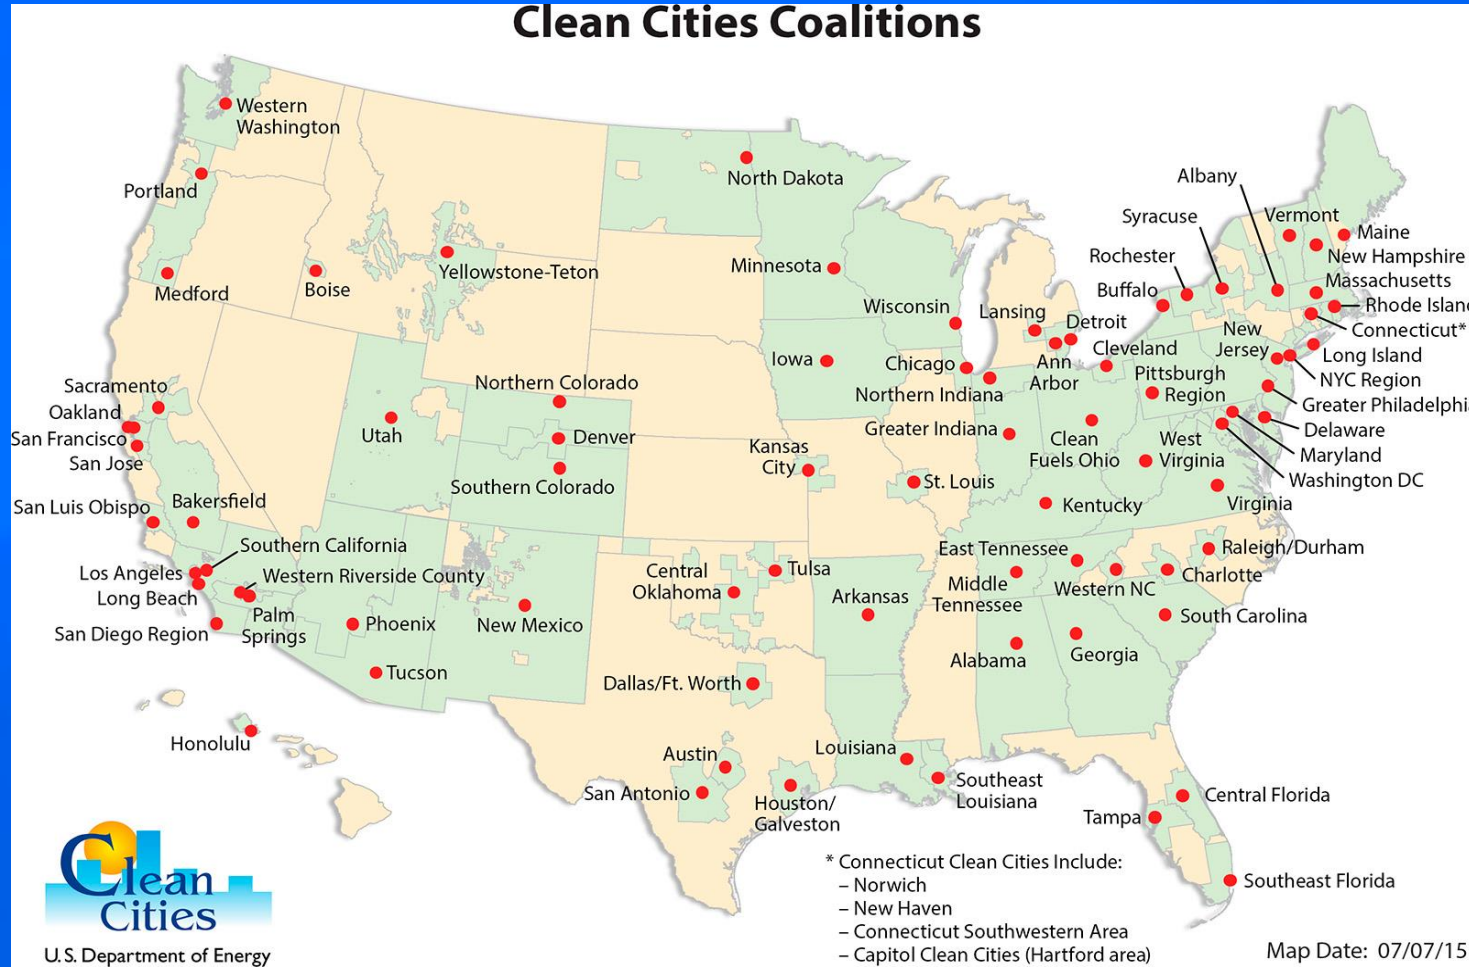 Clean Cities Coalitions
Western
Washington
Portland
Medford
Boise
Yellowstone-Teton
North Dakota
Minnesota
Wisconsin
Iowa
Chicago
Northern Indiana
Greater Indiana
Lansing
Detroit
Ann
Arbor
Cleveland
Clean
Fuels Ohio
Pittsburgh
Region
West
Virginia
Buffalo
Rochester
Syracuse
Albany
Vermont
Maine
New Hampshire
Massachusetts
Rhode Islan
Connecticut*
New
Jersey
Long Island
NYC Region
Greater Philadelphi
Delaware
Maryland
Washington DC
Virginia
Kentucky
Sacramento
Oakland
San Francisco
San Jose
San Luis Obispo
Bakersfield
Southern California
Los Angeles
Long Beach
Western Riverside County
Palm
Springs
San Diego Region
Utah
Northern Colorado
Denver
Southern Colorado
Kansas
City
St. Louis
Phoenix
Tucson
New Mexico
Central
Oklahoma
Tulsa
Arkansas
East Tennessee
Middle
Tennessee
Western NC
Raleigh/Durham
Charlotte
South Carolina
Georgia
Alabama
Dallas/Ft. Worth
Austin
San Antonio
Houston/
Galveston
Louisiana
Southeast
Louisiana
Central Florida
Tampa
Southeast Florida
Honolulu
* Connecticut Clean Cities Include:
– Norwich
– New Haven
– Connecticut Southwestern Area
– Capitol Clean Cities (Hartford area)
Clean
Cities
U.S. Department of Energy
Map Date: 07/07/15